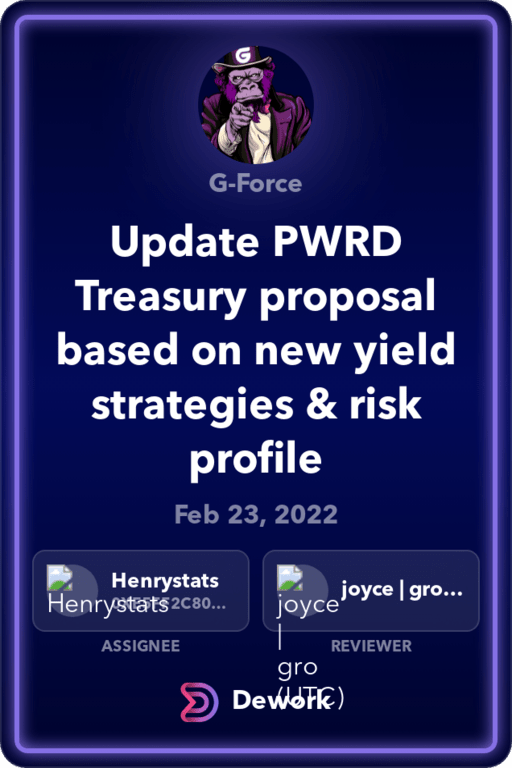 G
G-Force
Update PWRD
Treasury proposal
based on new yield
strategies & risk
profile
Feb 23, 2022
Henrystats
Henrystats
joyce | gro...
joyce
|
gro
(UTC)
ASSIGNEE
REVIEWER
Dework